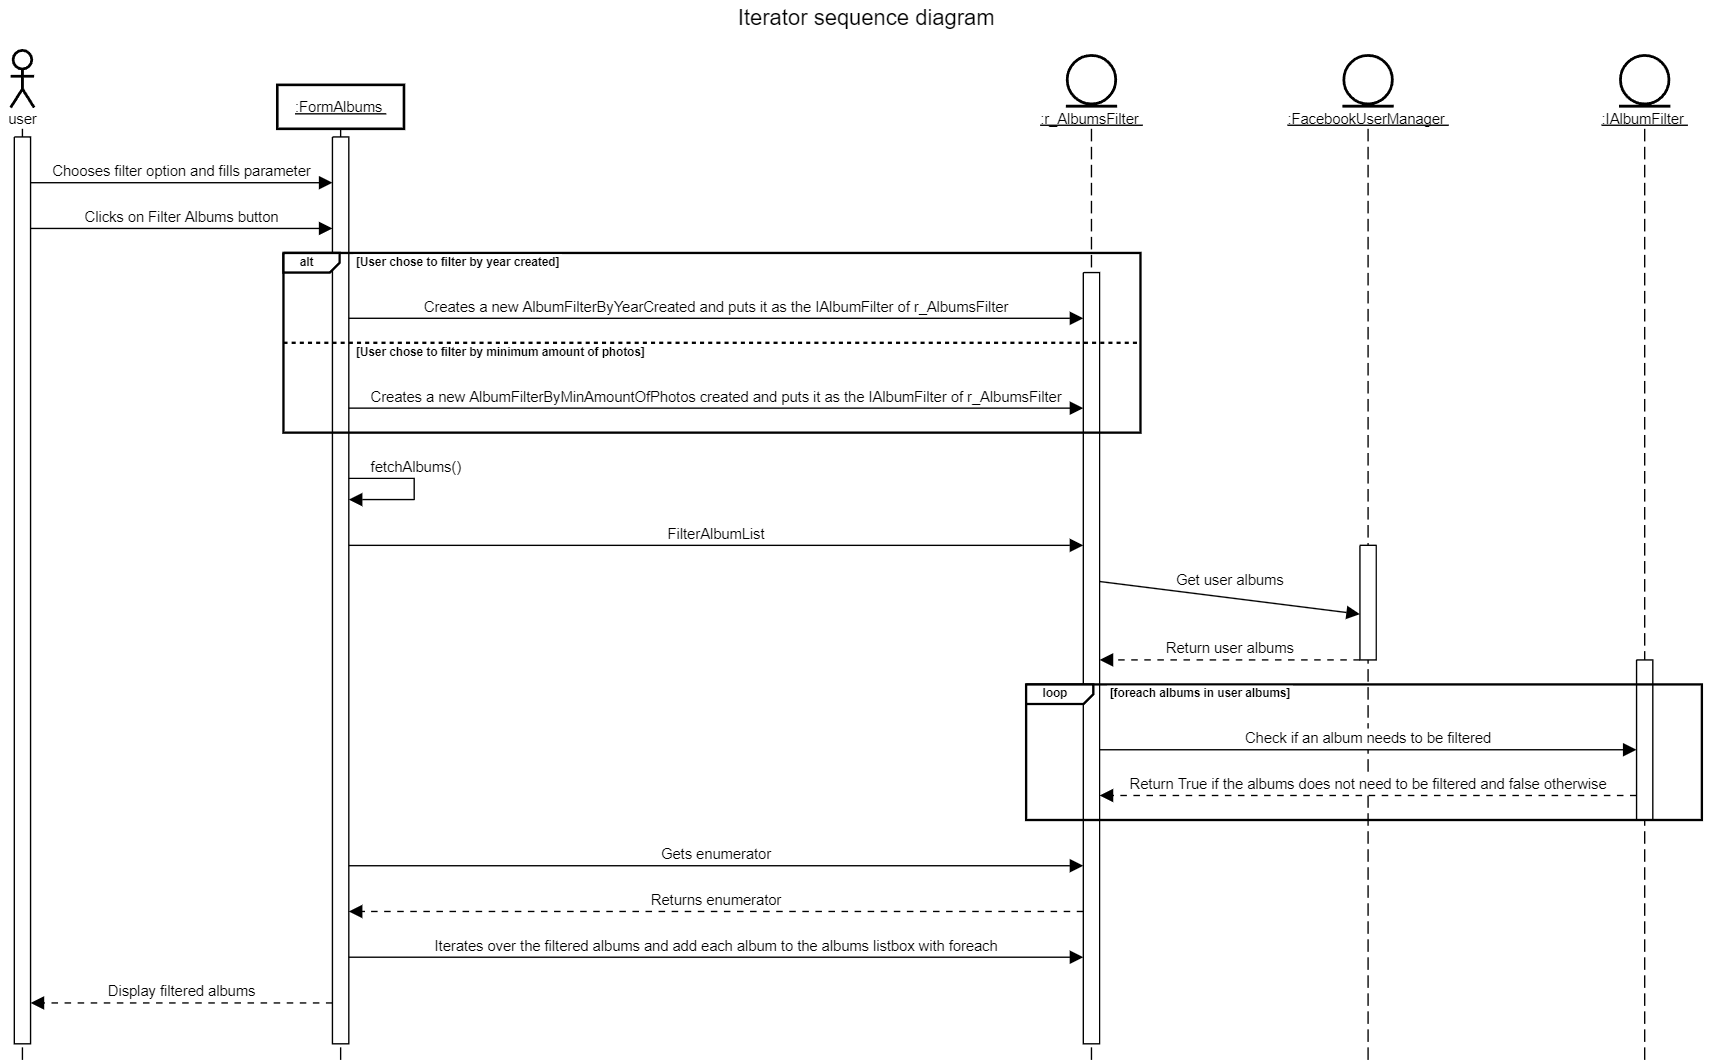 Iterator sequence diagram
user
:FormAlbums
:r_AlbumsFilter
:FacebookUserManager
:IAlbumFilter
Chooses filter option and fills parameter
Clicks on Filter Albums button
alt
[User chose to filter by year created]
Creates a new AlbumFilterByYearCreated and puts it as the IAlbumFilter of r_AlbumsFilter
[User chose to filter by minimum amount of photos]
Creates a new AlbumFilterByMinAmountOfPhotos created and puts it as the IAlbumFilter of r_AlbumsFilter
fetchAlbums()
FilterAlbumList
Get user albums
Return user albums
loop
[foreach albums in user albums]
Check if an album needs to be filtered
Return True if the albums does not need to be filtered and false otherwise
Gets enumerator
Returns enumerator
Iterates over the filtered albums and add each album to the albums listbox with foreach
Display filtered albums